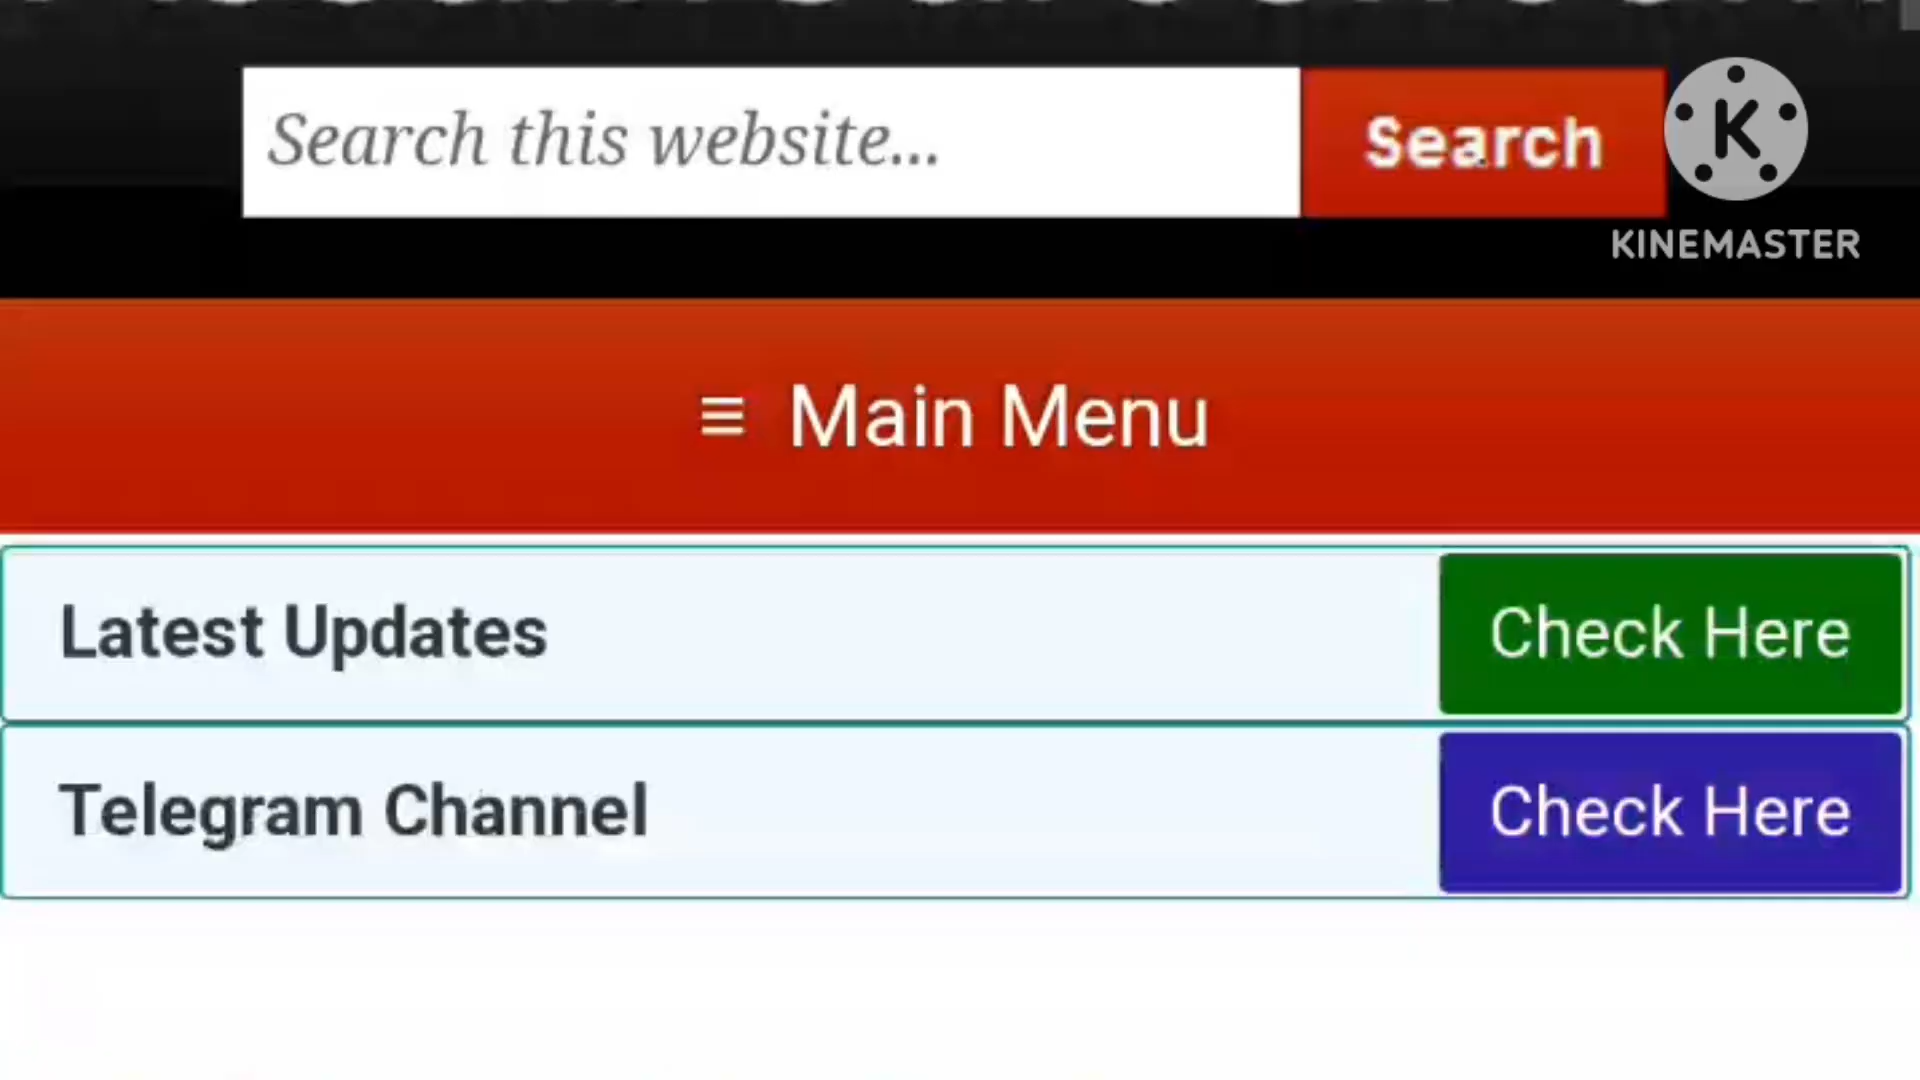 Search this website...
Search
K
KINEMASTER
≡ Main Menu
Latest Updates
Check Here
Telegram Channel
Check Here